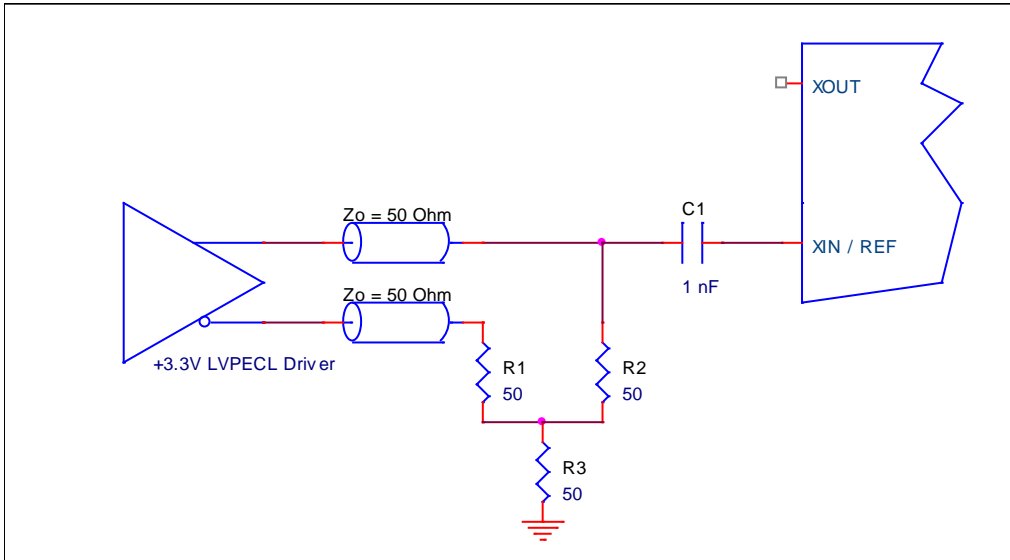 XOUT
Zo = 50 Ohm
C1
XIN / REF
1 nF
Zo = 50 Ohm
+3.3V LVPECL Driver
R1
50
R2
50
R3
50